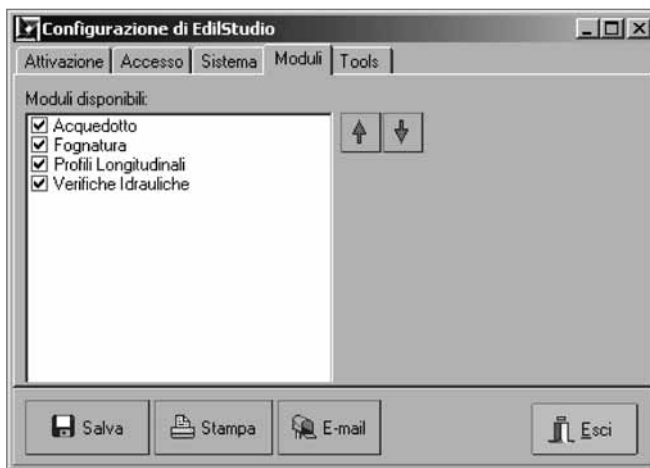 Configurazione di EdilStudio
Attivazione Accesso Sistema Moduli Tools
Moduli disponibili:
Acquedotto
Fognatura
Profili Longitudinali
Verifiche Idrauliche
Salva Stampa E-mail Esci